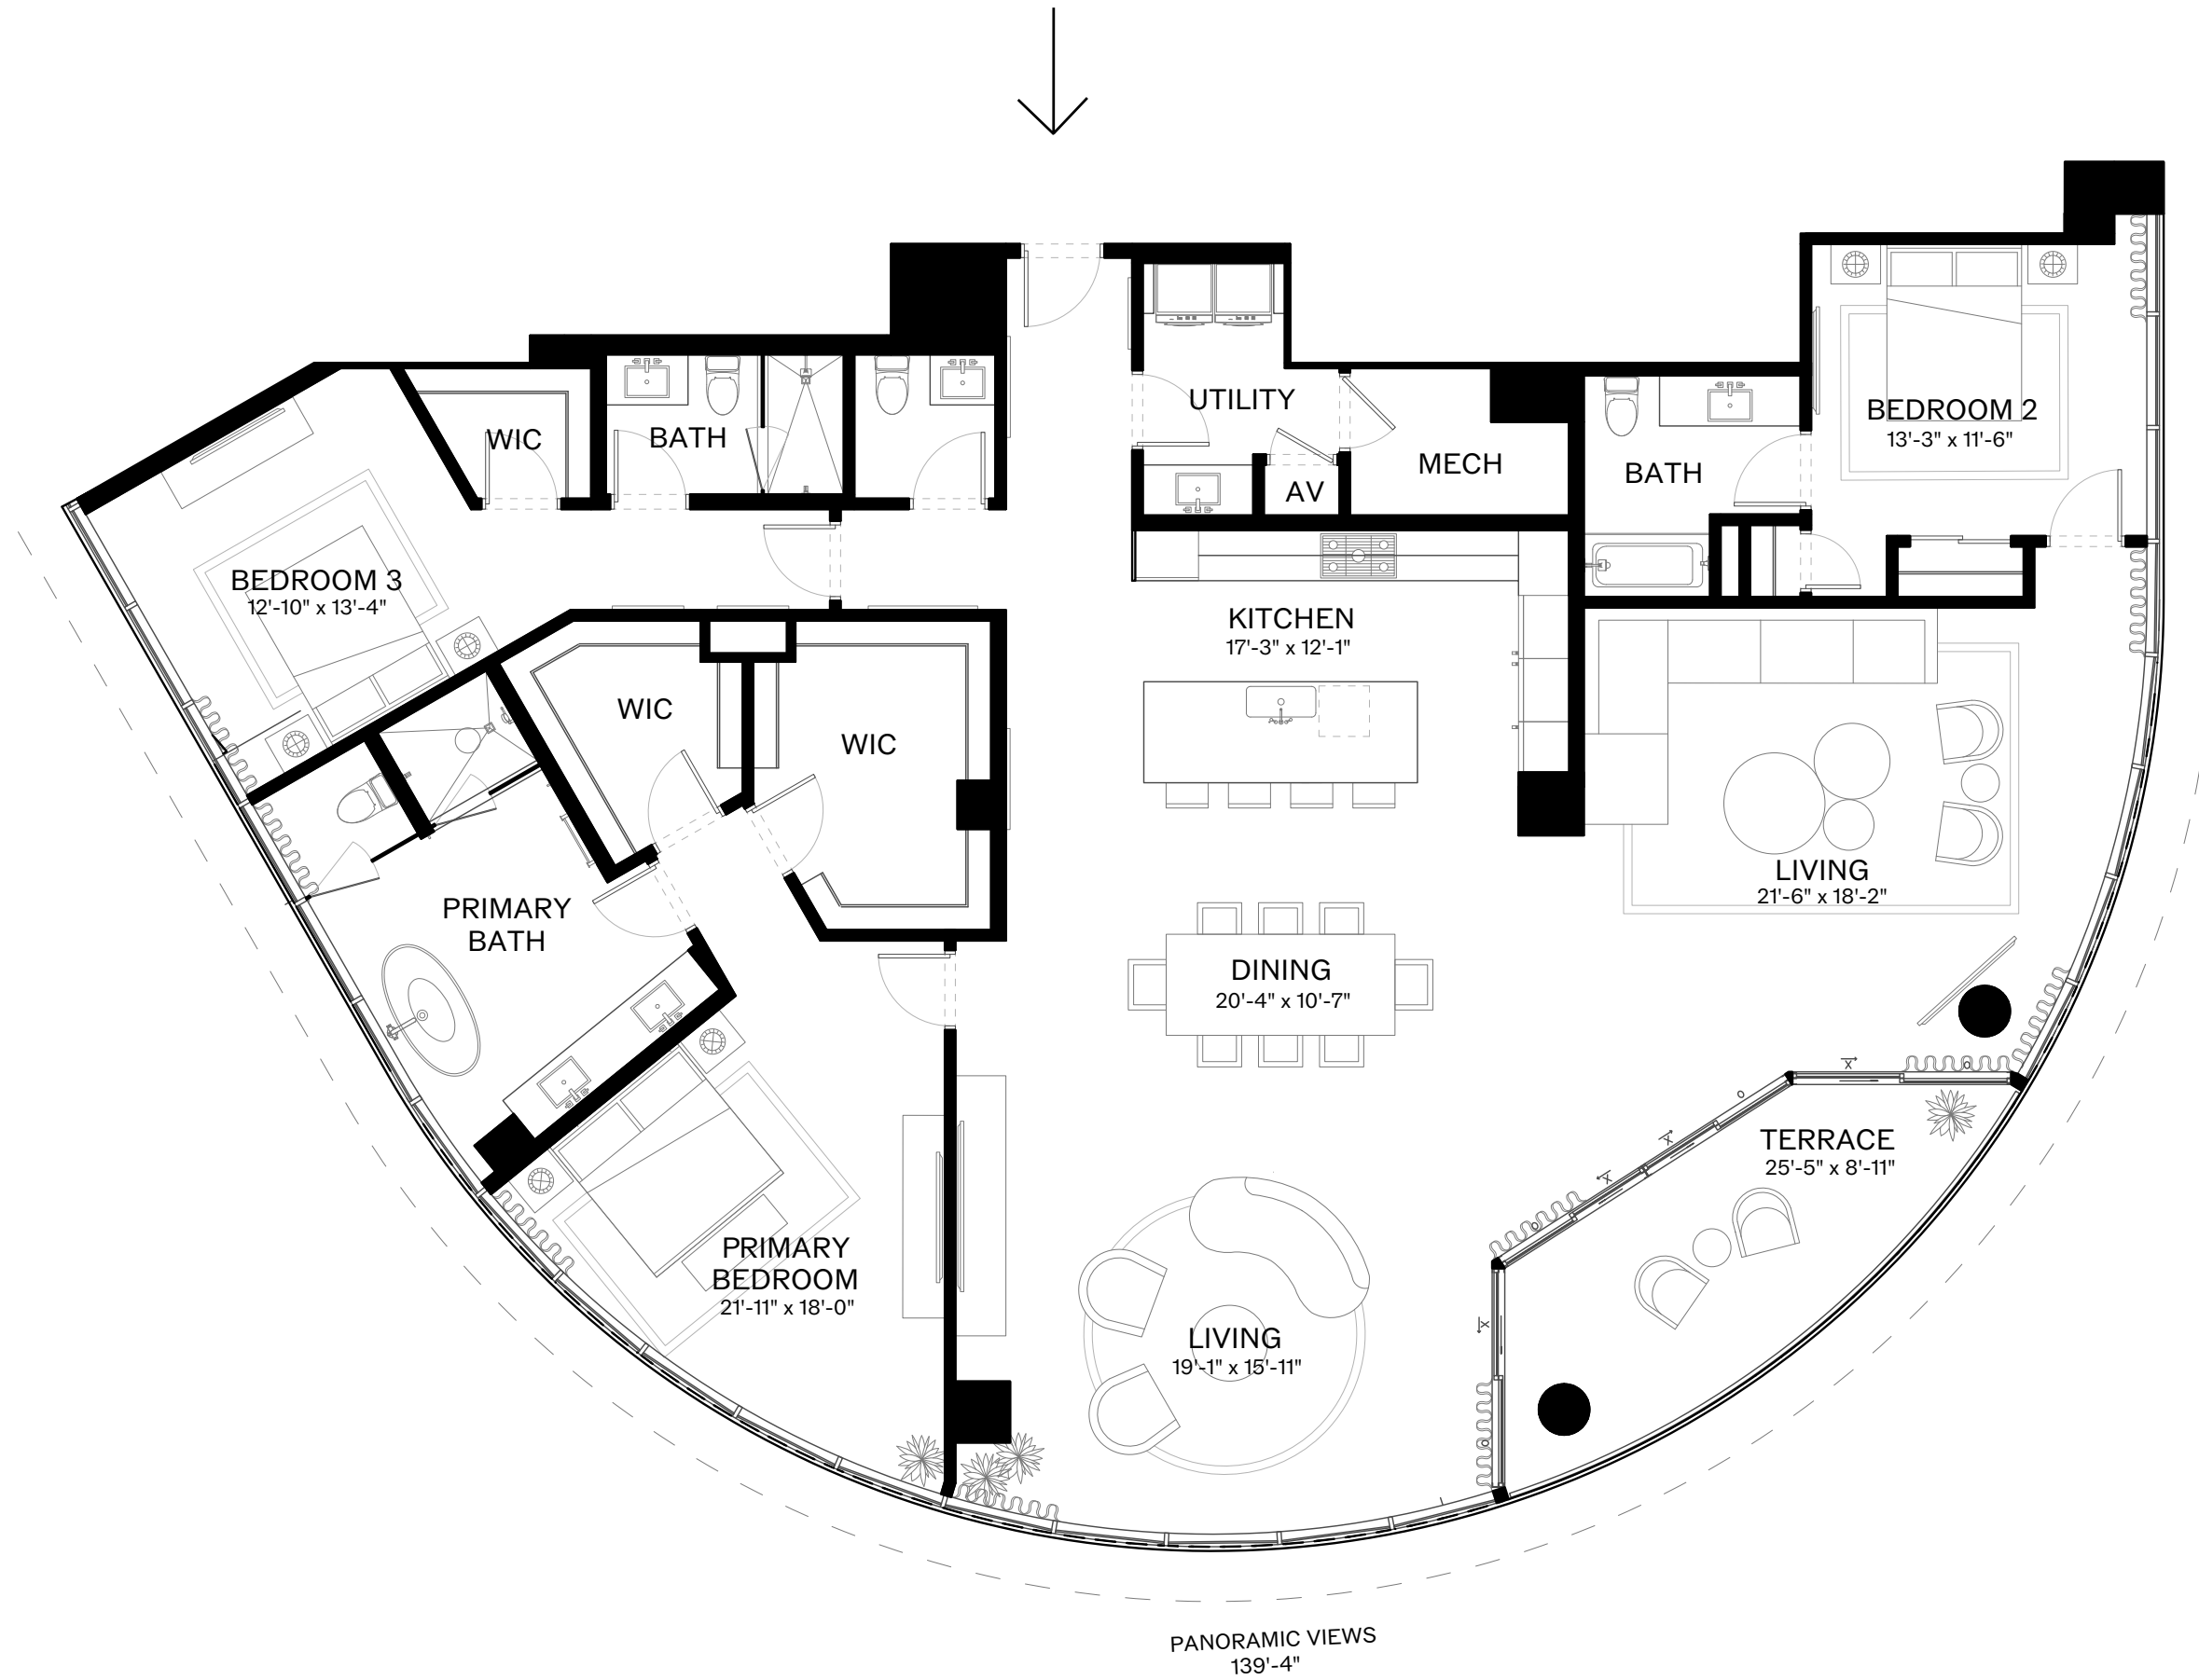 UTILITY
BEDROOM 2
13'-3" x 11'-6"
WIC
BATH
MECH
BATH
AV
BEDROOM 3
12'-10" x 13'-4"
KITCHEN
17'-3" x 12'-1"
WIC
WIC
LIVING
21'-6" x 18'-2"
PRIMARY
BATH
DINING
20'-4" x 10'-7"
TERRACE
25'-5" x 8'-11"
PRIMARY
BEDROOM
21'-11" x 18'-0"
LIVING
19'-1" x 15'-11"
X
O
O
X
X
O
X
O
PANORAMIC VIEWS
139'-4"